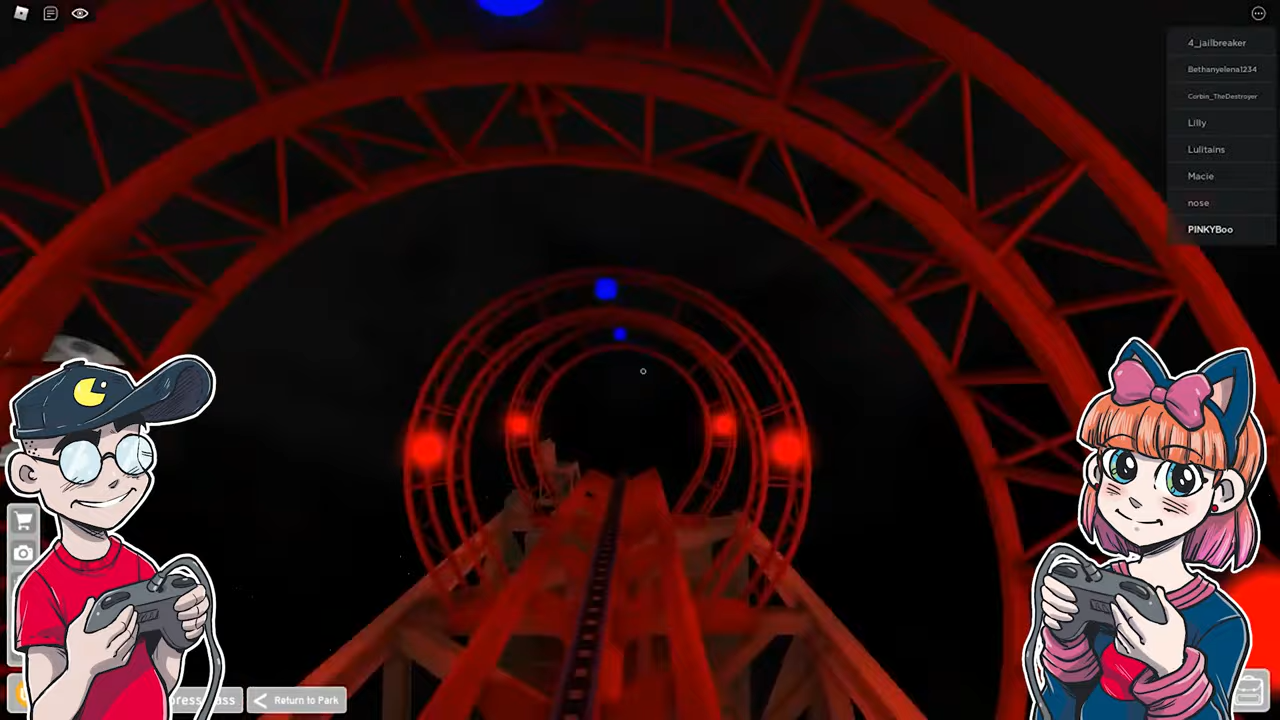 4_jailbreaker
Bethanyelena1234
Corbin_TheDestroyer
Lilly
Lulitains
Macie
nose
PINKYBoo
Return to Park